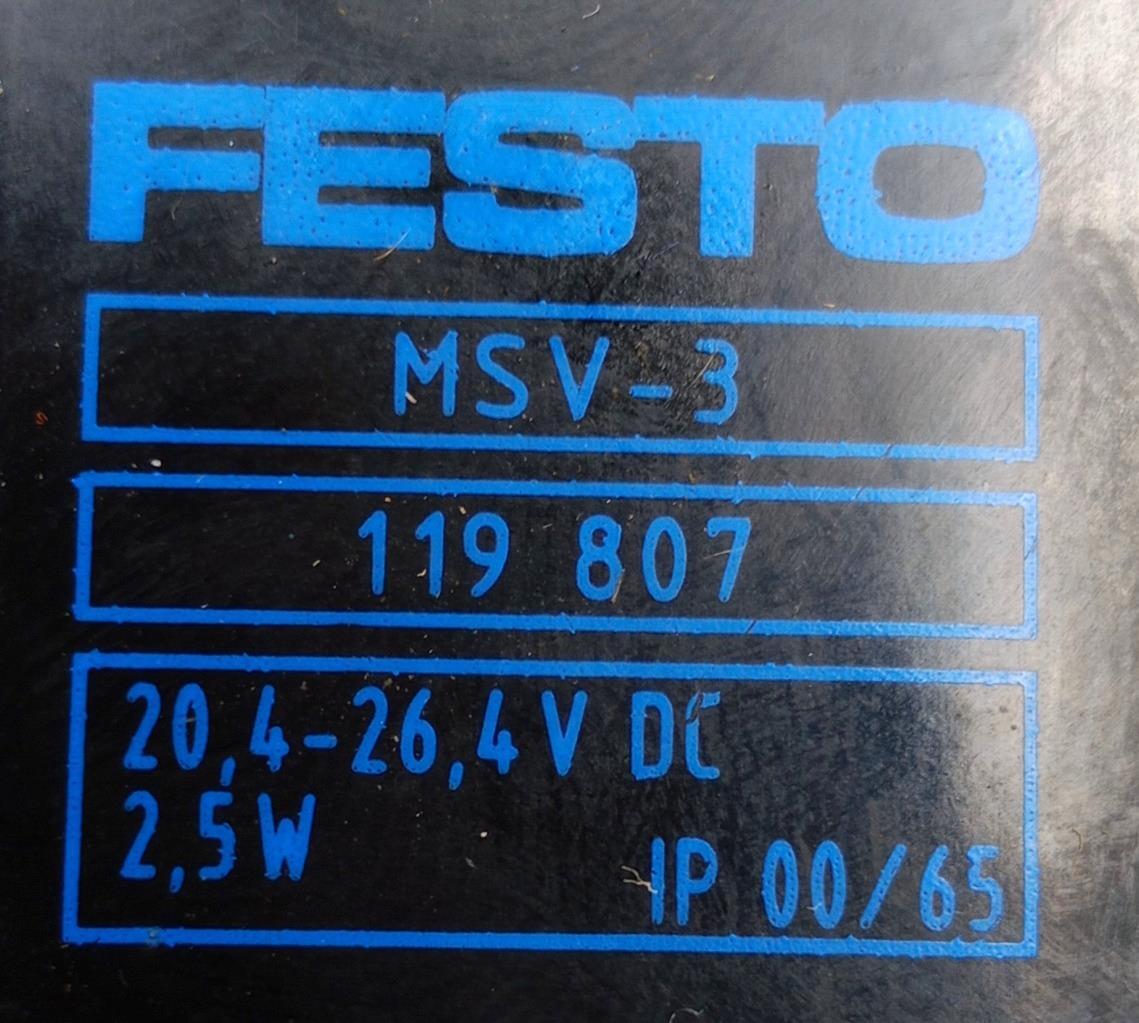 FESTO
MSV-3
119 807
20,4-26,4V DC
2,5W
IP 00/65